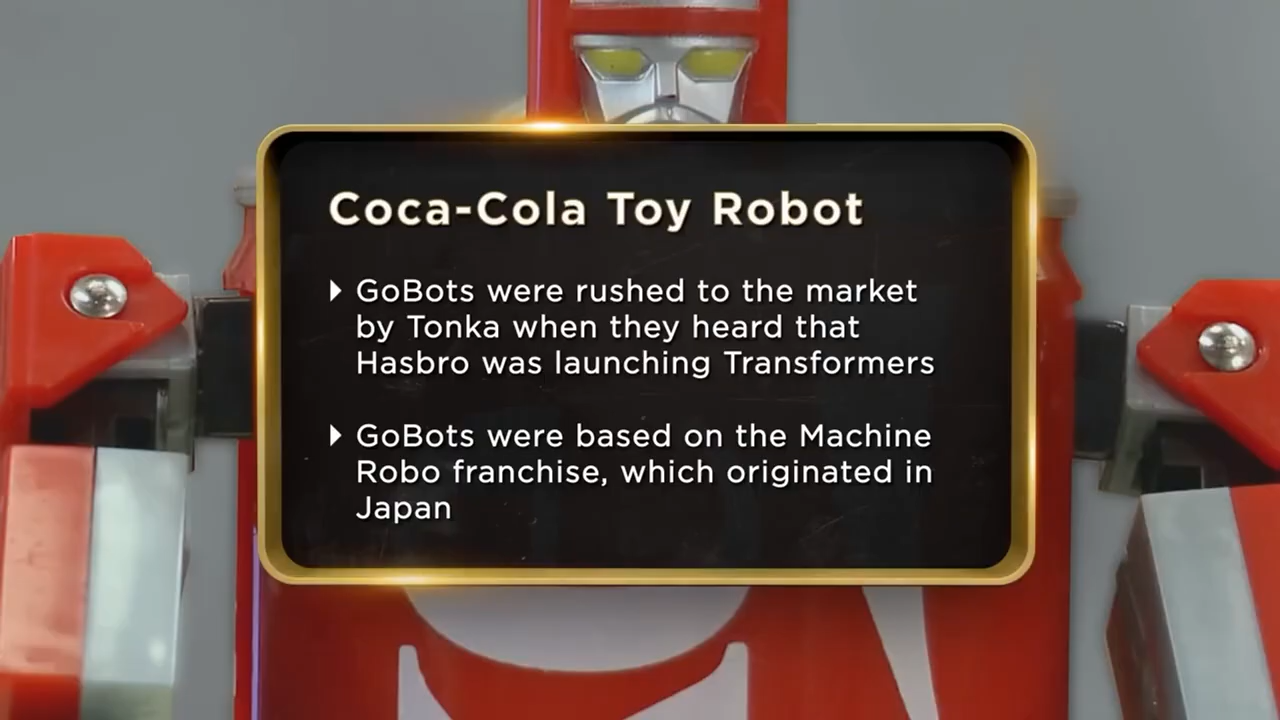 Coca-Cola Toy Robot
GoBots were rushed to the market
by Tonka when they heard that
Hasbro was launching Transformers
GoBots were based on the Machine
Robo franchise, which originated in
Japan